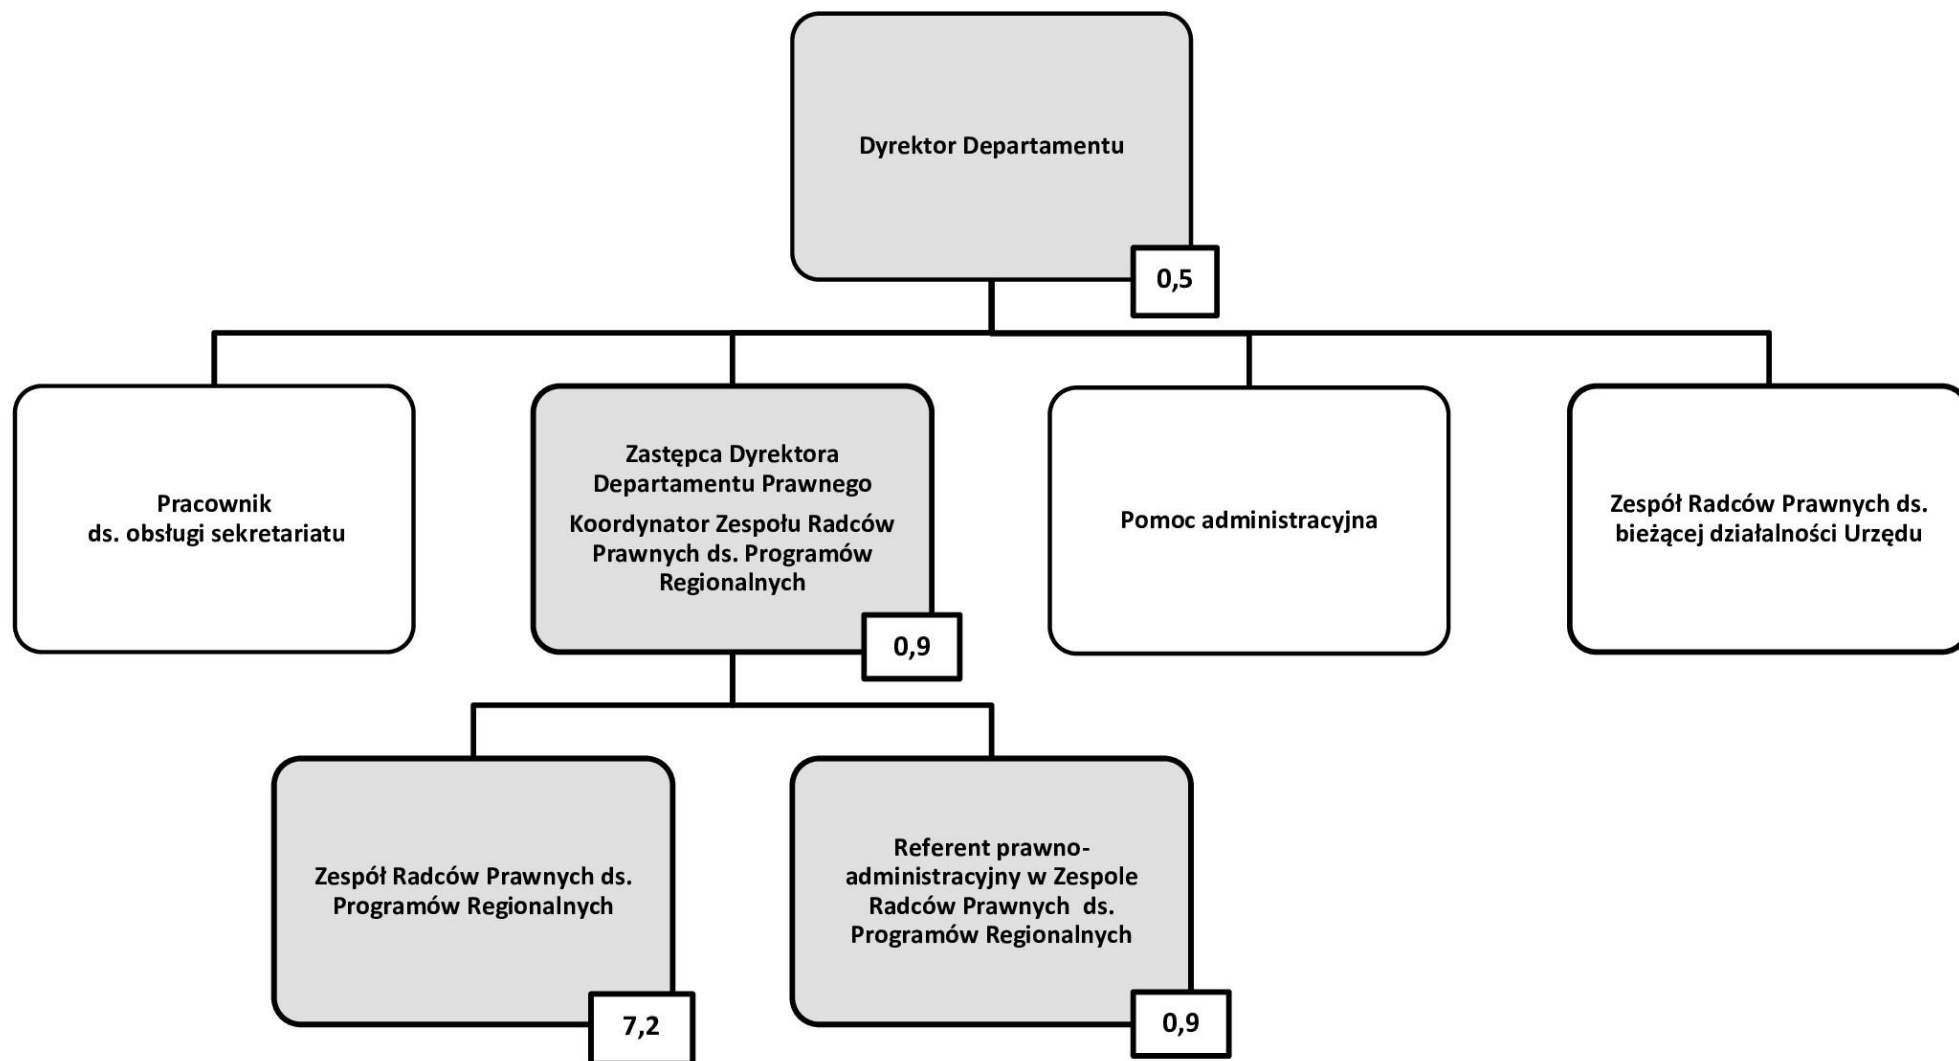 Dyrektor Departamentu
0,5
Pracownik
ds. obsługi sekretariatu
Zastępca Dyrektora
Departamentu Prawnego
Koordynator Zespołu Radców
Prawnych ds. Programów
Regionalnych
0,9
Pomoc administracyjna
Zespół Radców Prawnych ds.
bieżącej działalności Urzędu
Zespół Radców Prawnych ds.
Programów Regionalnych
7,2
Referent prawno-
administracyjny w Zespole
Radców Prawnych ds.
Programów Regionalnych
0,9